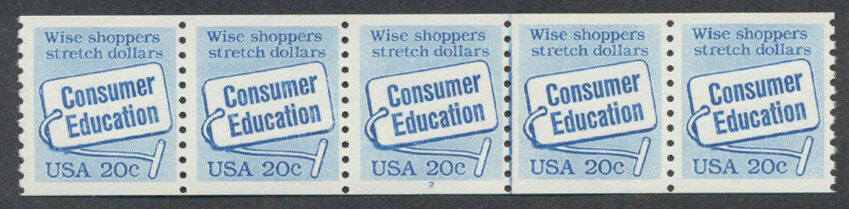 Wise shoppers
stretch dollars
Consumer
Education
USA 20c
Wise shoppers
stretch dollars
Consumer
Education
USA 20c
Wise shoppers
stretch dollars
Consumer
Education
USA 20c
2
Wise shoppers
stretch dollars
Consumer
Education
USA 20c
Wise shoppers
stretch dollars
Consumer
Education
USA 20c